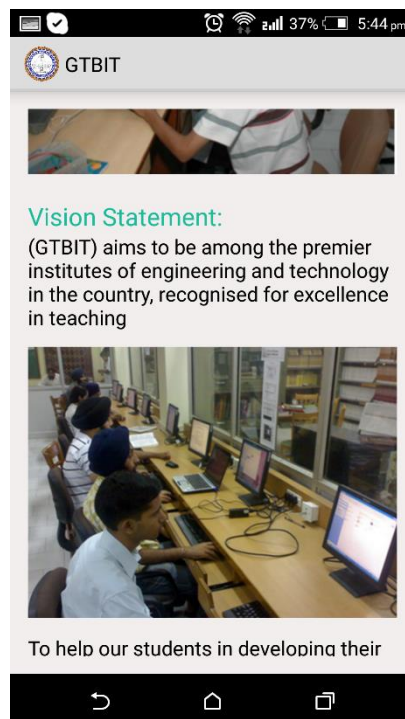 37% 5:44 pm
GTBIT
Vision Statement:
(GTBIT) aims to be among the premier
institutes of engineering and technology
in the country, recognised for excellence
in teaching
To help our students in developing their